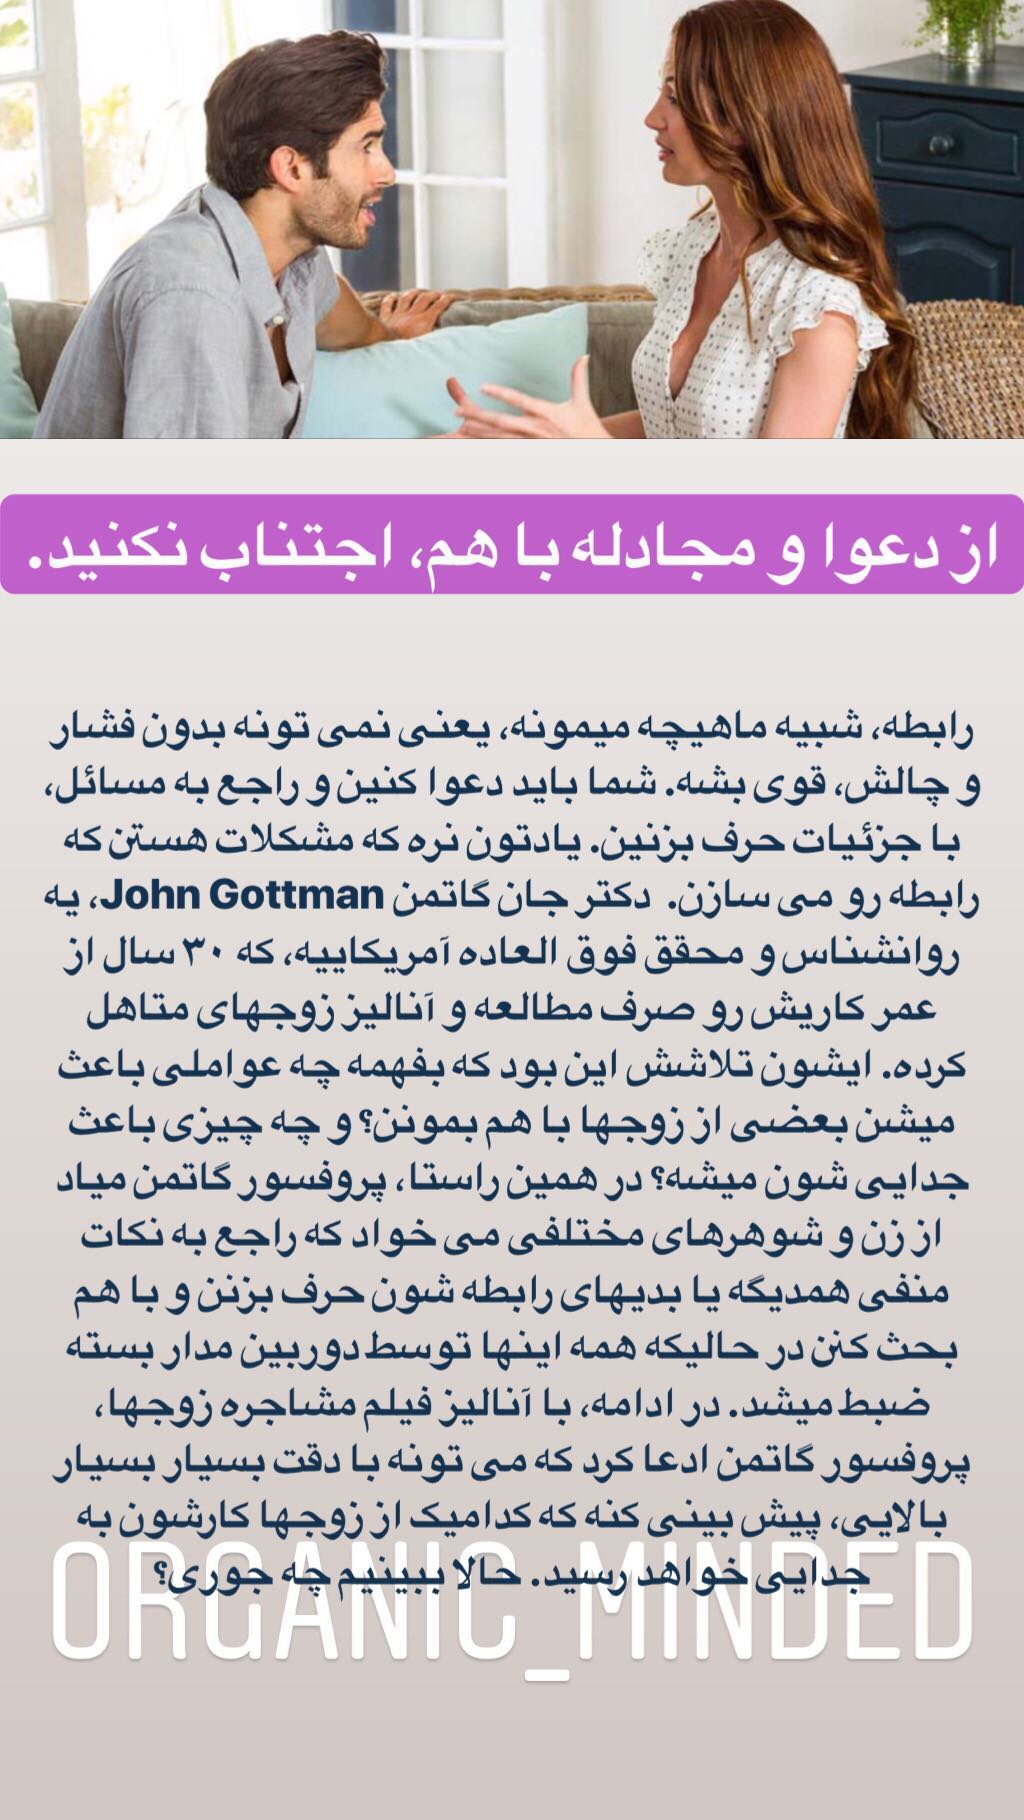 از دعوا و مجادله با هم، اجتناب نکنید.
رابطه، شبیه ماهیچه میمونه، یعنی نمی تونه بدون فشار
و چالش، قوی بشه. شما باید دعوا کنین و راجع به مسائل،
با جزئیات حرف بزنین. یادتون نره که مشکلات هستن که
رابطه رو می سازن. دکتر جان گاتمن John Gottman، یه
روانشناس و محقق فوق العاده آمریکاییه، که ۳۰ سال از
عمر کاریش رو صرف مطالعه و آنالیز زوجهای متاهل
کرده. ایشون تلاشش این بود که بفهمه چه عواملی باعث
میشن بعضی از زوجها با هم بمونن؟ و چه چیزی باعث
جدایی شون میشه؟ در همین راستا، پروفسور گاتمن میاد
از زن و شوهرهای مختلفی می خواد که راجع به نکات
منفی همدیگه یا بدیهای رابطه شون حرف بزنن و با هم
بحث کنن در حالیکه همه اینها توسط دوربین مدار بسته
ضبط میشد. در ادامه، با آنالیز فیلم مشاجره زوجها،
پروفسور گاتمن ادعا کرد که می تونه با دقت بسیار بسیار
بالایی، پیش بینی کنه که کدامیک از زوجها کارشون به
جدایی خواهد رسید. حالا ببینیم چه جوری؟
ORGANIC_MINDED